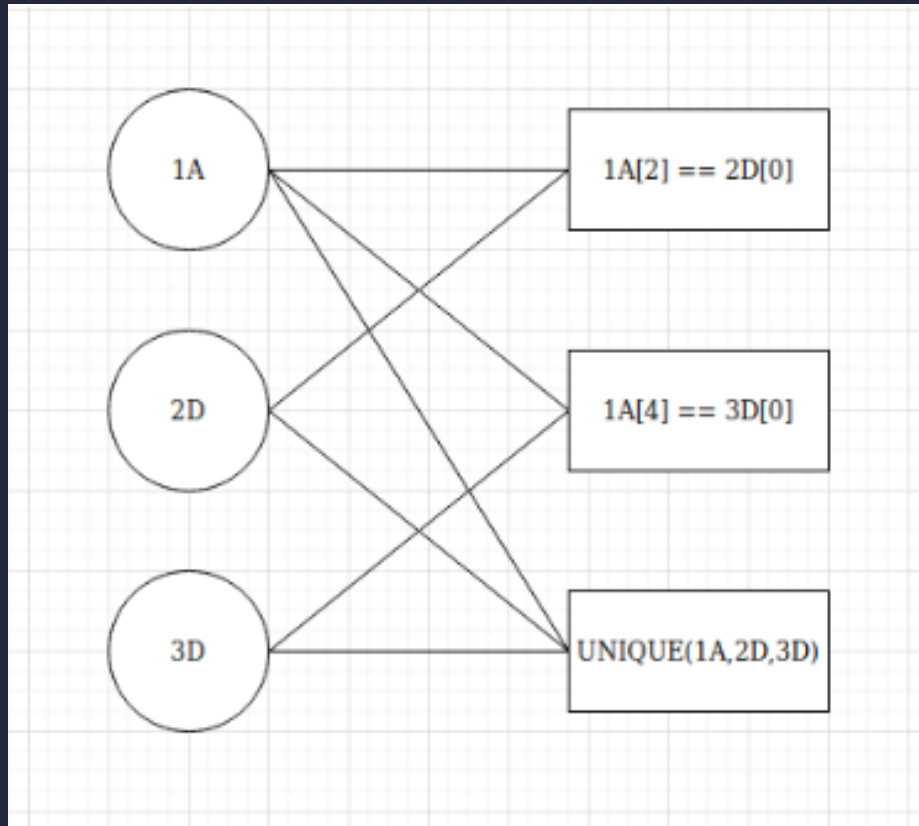 1A
1A[2] == 2D[0]
2D
1A[4] == 3D[0]
3D
UNIQUE(1A,2D,3D)